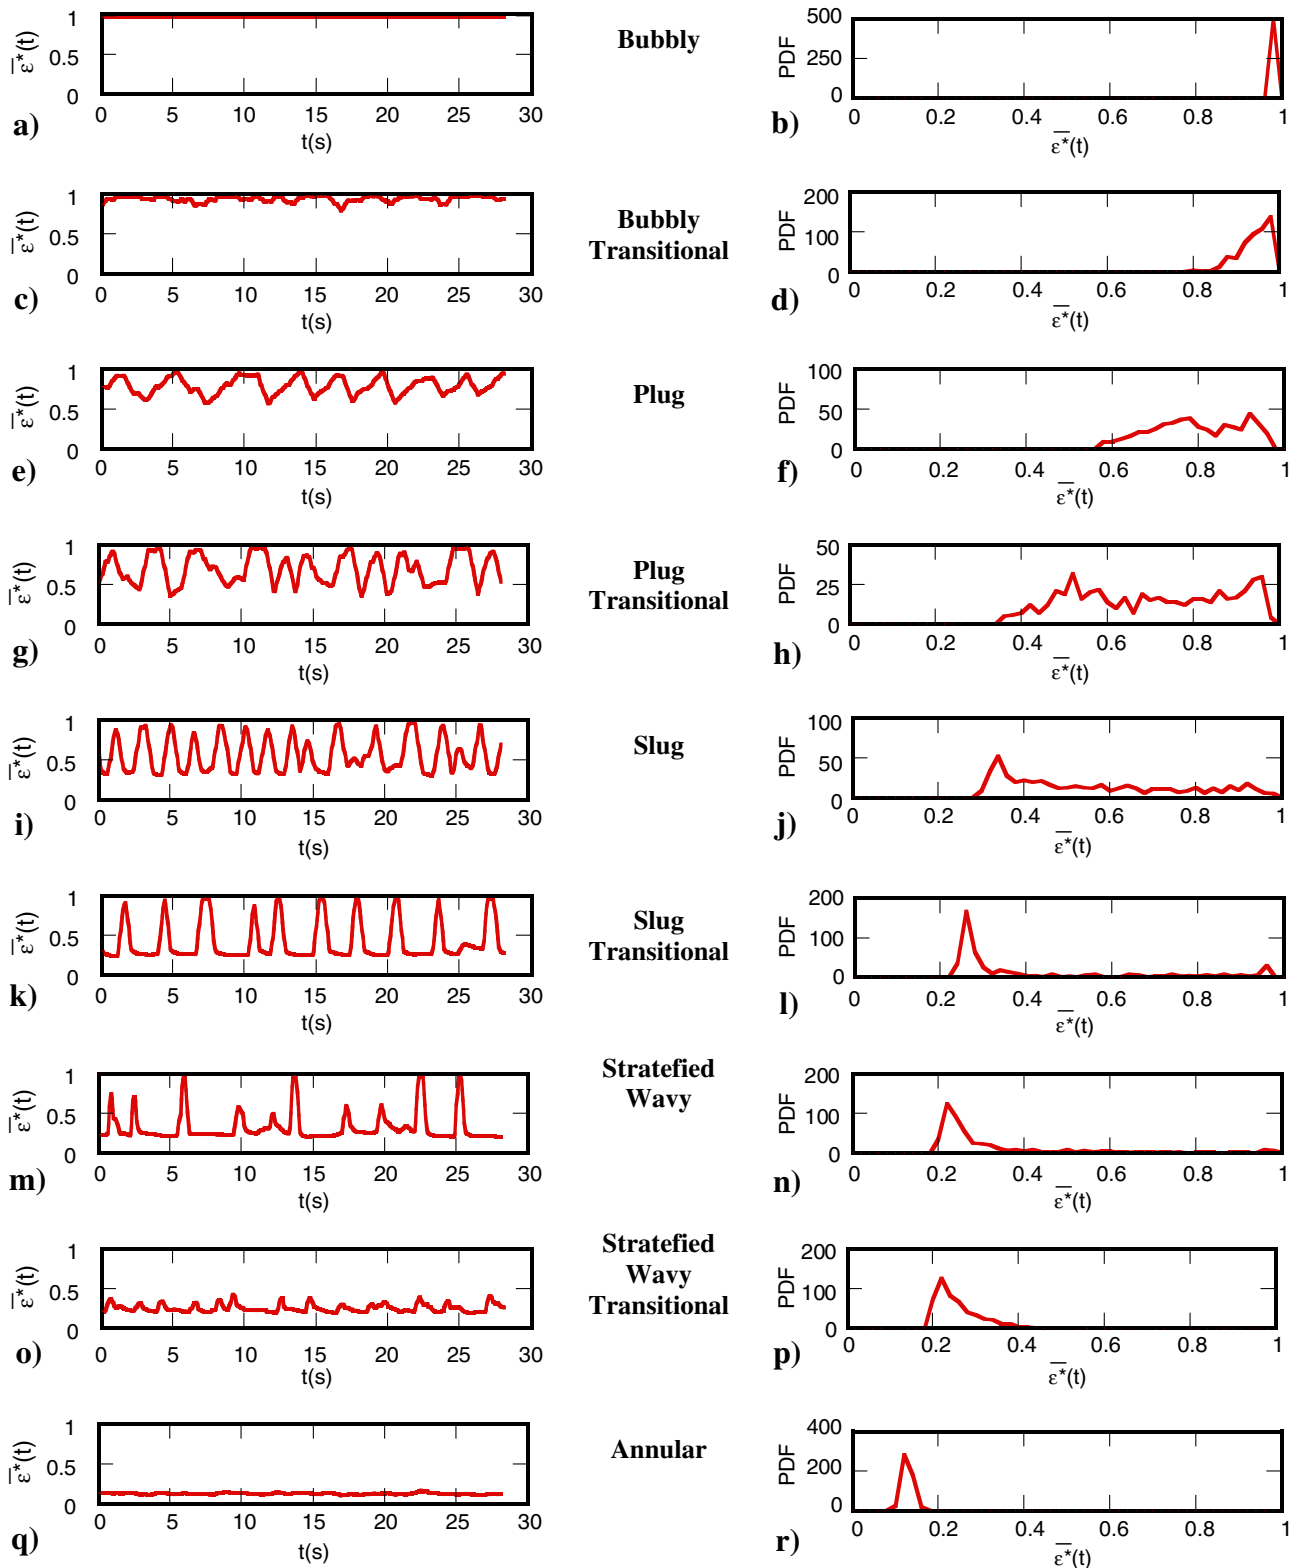 1
0.5
0
ε*(t)
0 5 10 15 20 25 30
t(s)
a)
Bubbly
500
250
0
PDF
0 0.2 0.4 0.6 0.8 1
ε*(t)
b)
1
0.5
0
ε*(t)
0 5 10 15 20 25 30
t(s)
c)
Bubbly
Transitional
200
100
0
PDF
0 0.2 0.4 0.6 0.8 1
ε*(t)
d)
1
0.5
0
ε*(t)
0 5 10 15 20 25 30
t(s)
e)
Plug
100
50
0
PDF
0 0.2 0.4 0.6 0.8 1
ε*(t)
f)
1
0.5
0
ε*(t)
0 5 10 15 20 25 30
t(s)
g)
Plug
Transitional
50
25
0
PDF
0 0.2 0.4 0.6 0.8 1
ε*(t)
h)
1
0.5
0
ε*(t)
0 5 10 15 20 25 30
t(s)
i)
Slug
100
50
0
PDF
0 0.2 0.4 0.6 0.8 1
ε*(t)
j)
1
0.5
0
ε*(t)
0 5 10 15 20 25 30
t(s)
k)
Slug
Transitional
200
100
0
PDF
0 0.2 0.4 0.6 0.8 1
ε*(t)
l)
1
0.5
0
ε*(t)
0 5 10 15 20 25 30
t(s)
m)
Stratefied
Wavy
200
100
0
PDF
0 0.2 0.4 0.6 0.8 1
ε*(t)
n)
1
0.5
0
ε*(t)
0 5 10 15 20 25 30
t(s)
o)
Stratefied
Wavy
Transitional
200
100
0
PDF
0 0.2 0.4 0.6 0.8 1
ε*(t)
p)
1
0.5
0
ε*(t)
0 5 10 15 20 25 30
t(s)
q)
Annular
400
200
0
PDF
0 0.2 0.4 0.6 0.8 1
ε*(t)
r)